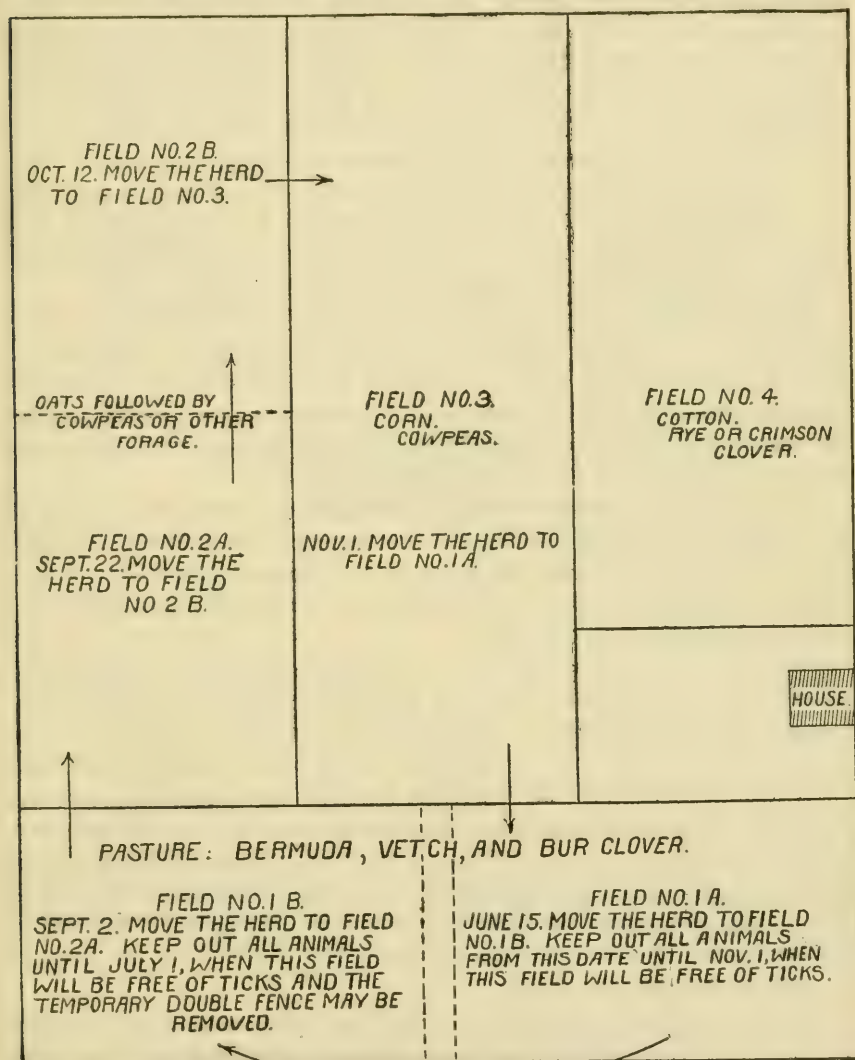 FIELD NO. 2 B.
OCT. 12. MOVE THE HERD
TO FIELD NO. 3.
OATS FOLLOWED BY
COWPEAS OR OTHER
FORAGE.
FIELD NO. 2A.
SEPT. 22. MOVE THE
HERD TO FIELD
NO 2 B.
FIELD NO. 3.
CORN.
COWPEAS.
NOV. 1. MOVE THE HERD TO
FIELD NO. 1A.
FIELD NO. 4.
COTTON.
RYE OR CRIMSON
CLOVER.
HOUSE.
PASTURE: BERMUDA, VETCH, AND BUR CLOVER.
FIELD NO. 1 B.
SEPT. 2. MOVE THE HERD TO FIELD
NO. 2A. KEEP OUT ALL ANIMALS
UNTIL JULY 1, WHEN THIS FIELD
WILL BE FREE OF TICKS AND THE
TEMPORARY DOUBLE FENCE MAY BE
REMOVED.
FIELD NO. 1 A.
JUNE 15. MOVE THE HERD TO FIELD
NO. 1B. KEEP OUT ALL ANIMALS
FROM THIS DATE UNTIL NOV. 1, WHEN
THIS FIELD WILL BE FREE OF TICKS.